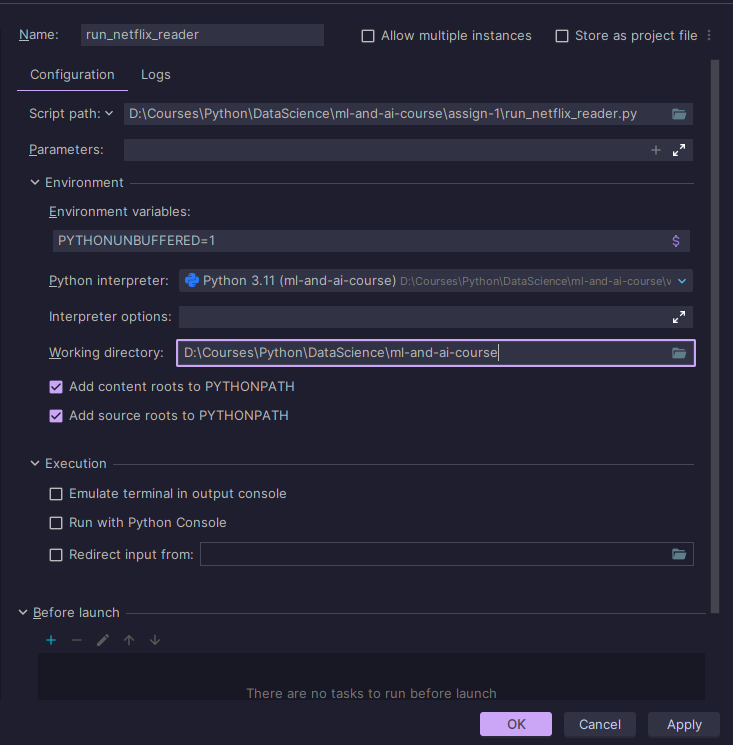 Name: run_netflix_reader Allow multiple instances Store as project file
Configuration Logs
Script path: D:\Courses\Python\DataScience\ml-and-ai-course\assign-1\run_netflix_reader.py
Parameters:
Environment
Environment variables:
PYTHONUNBUFFERED=1 $
Python interpreter: Python 3.11 (ml-and-ai-course) D:\Courses\Python\DataScience\ml-and-ai-course\v
Interpreter options:
Working directory: D:\Courses\Python\DataScience\ml-and-ai-course
Add content roots to PYTHONPATH
Add source roots to PYTHONPATH
Execution
Emulate terminal in output console
Run with Python Console
Redirect input from:
Before launch
There are no tasks to run before launch
OK Cancel Apply